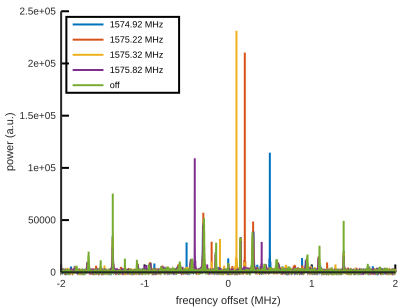 2.5e+05
2e+05
1.5e+05
1e+05
50000
0
power (a.u.)
1574.92 MHz
1575.22 MHz
1575.32 MHz
1575.82 MHz
off
-2 -1 0 1 2
freqency offset (MHz)